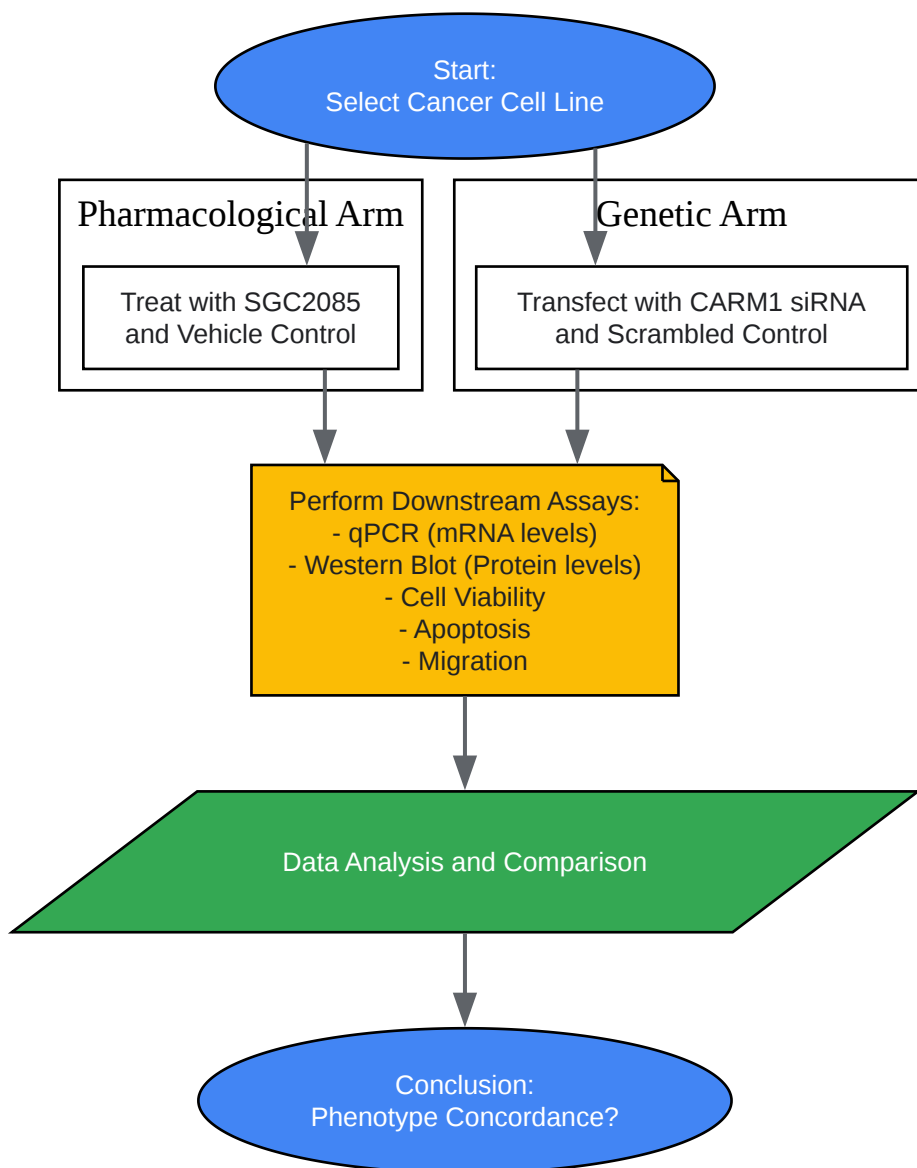 Start:
Select Cancer Cell Line
Pharmacological Arm
Genetic Arm
Treat with SGC2085
and Vehicle Control
Transfect with CARM1 siRNA
and Scrambled Control
Perform Downstream Assays:
- qPCR (mRNA levels)
- Western Blot (Protein levels)
- Cell Viability
- Apoptosis
- Migration
Data Analysis and Comparison
Conclusion:
Phenotype Concordance?